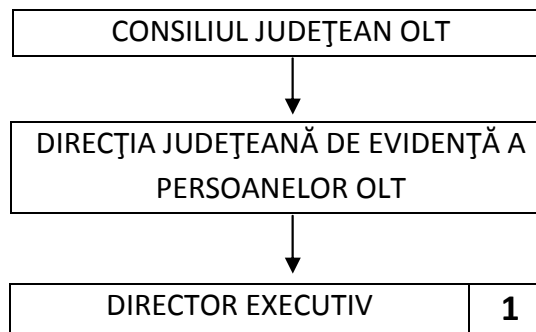 CONSILIUL JUDEŢEAN OLT
DIRECŢIA JUDEŢEANĂ DE EVIDENŢĂ A
PERSOANELOR OLT
DIRECTOR EXECUTIV 1